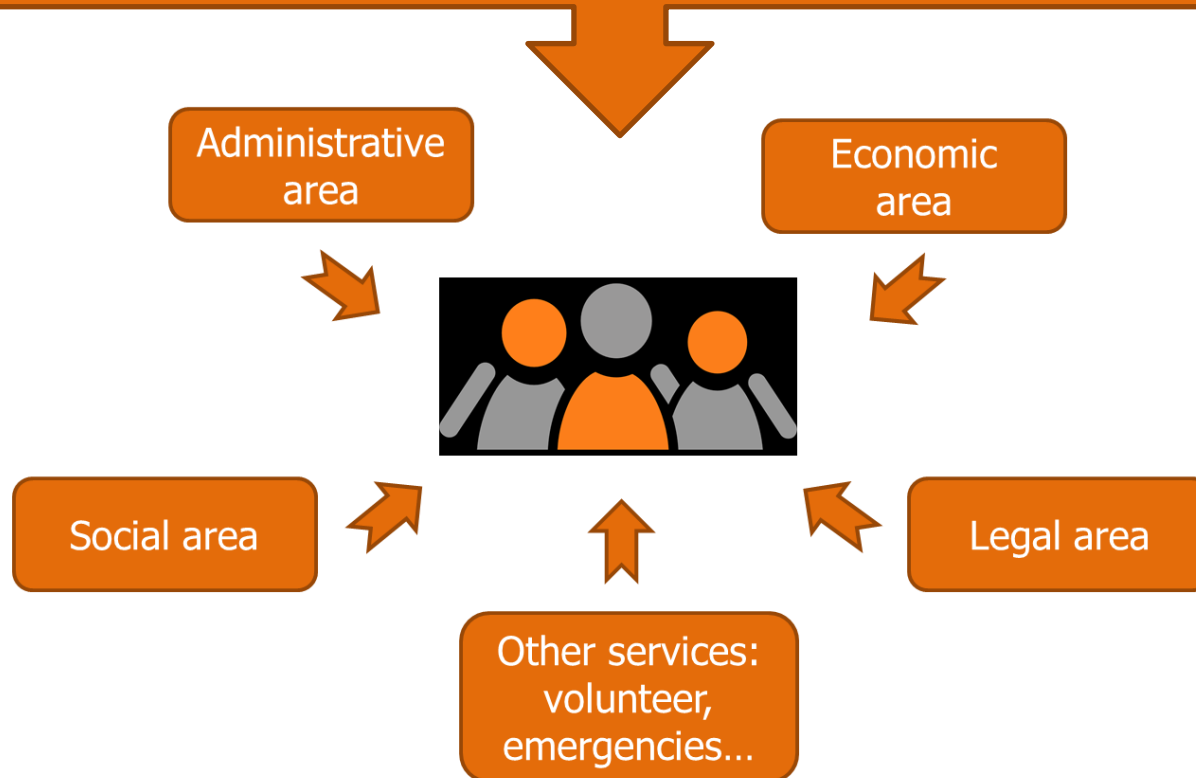 Administrative
area
Economic
area
Social area
Legal area
Other services:
volunteer,
emergencies…